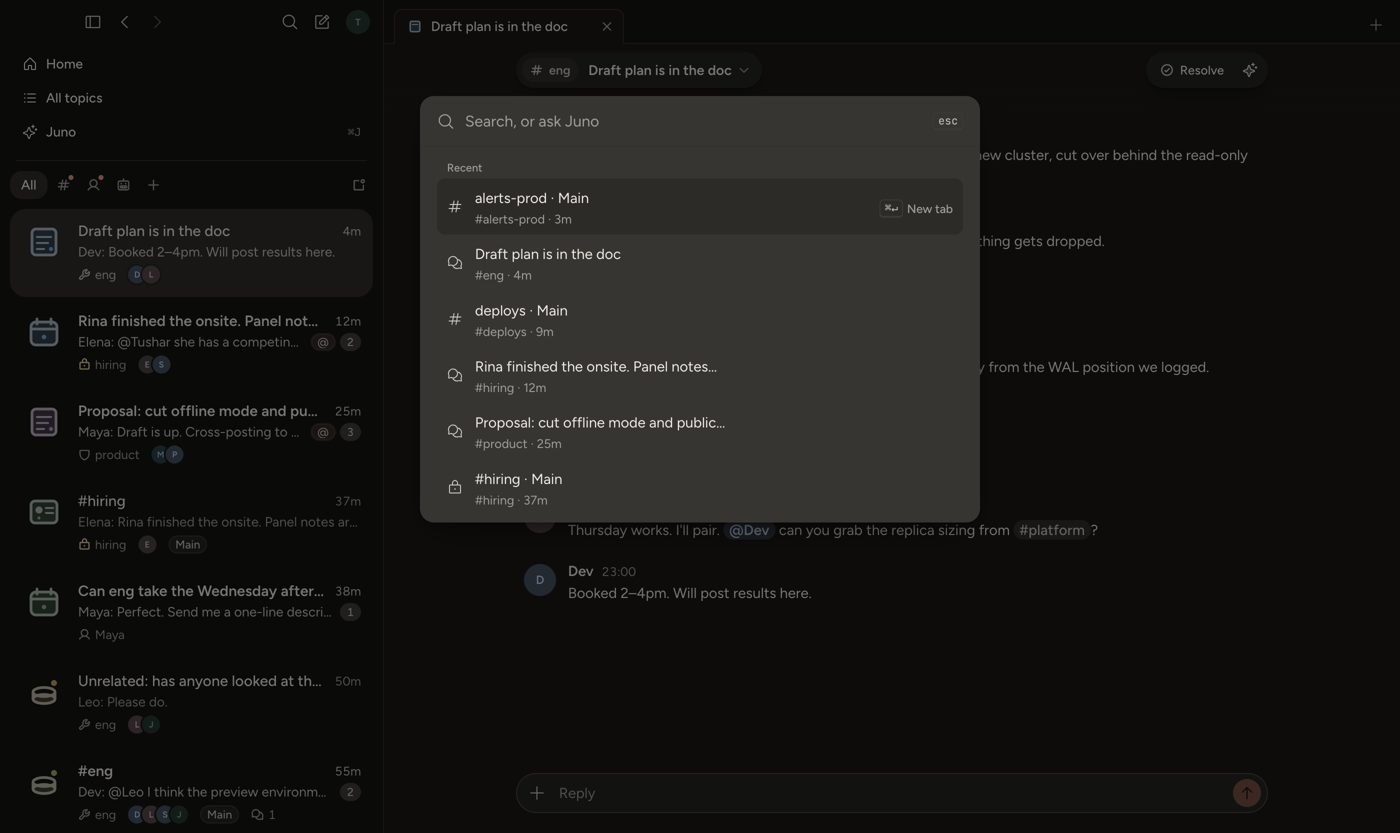 T
Home
All topics
Juno
⌘J
All
Draft plan is in the doc 4m
Dev: Booked 2–4pm. Will post results here.
eng D L
Rina finished the onsite. Panel not... 12m
Elena: @Tushar she has a competin... @ 2
hiring E S
Proposal: cut offline mode and pu... 25m
Maya: Draft is up. Cross-posting to ... @ 3
product M P
#hiring 37m
Elena: Rina finished the onsite. Panel notes ar...
hiring E Main
Can eng take the Wednesday after... 38m
Maya: Perfect. Send me a one-line descri... 1
Maya
Unrelated: has anyone looked at th... 50m
Leo: Please do.
eng L J
#eng 55m
Dev: @Leo I think the preview environm... 2
eng D L S J Main 1
Draft plan is in the doc
# eng Draft plan is in the doc
Resolve
Search, or ask Juno esc
Recent
alerts-prod · Main
#alerts-prod · 3m
⌘↵ New tab
Draft plan is in the doc
#eng · 4m
deploys · Main
#deploys · 9m
Rina finished the onsite. Panel notes...
#hiring · 12m
Proposal: cut offline mode and public...
#product · 25m
#hiring · Main
#hiring · 37m
new cluster, cut over behind the read-only
thing gets dropped.
from the WAL position we logged.
Thursday works. I'll pair. @Dev can you grab the replica sizing from #platform ?
D
Dev 23:00
Booked 2–4pm. Will post results here.
Reply